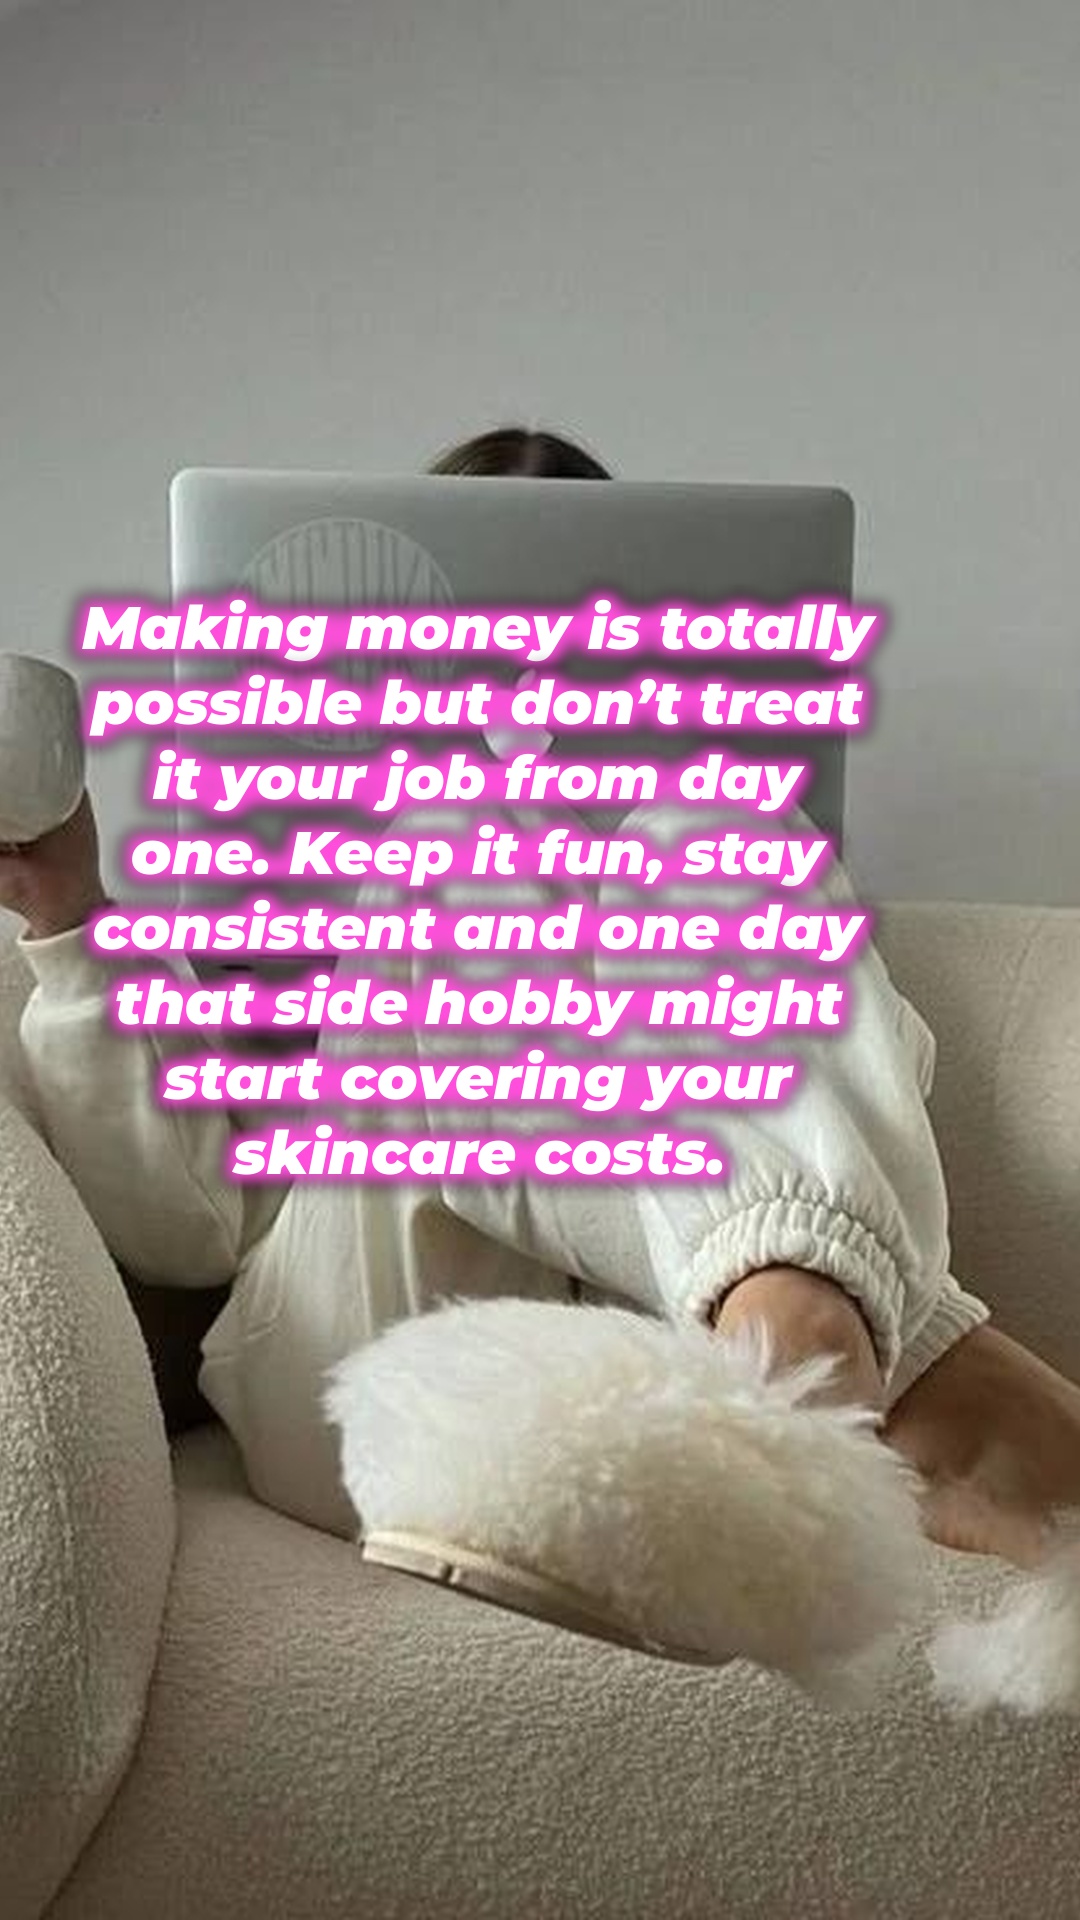 Making money is totally
possible but don’t treat
it your job from day
one. Keep it fun, stay
consistent and one day
that side hobby might
start covering your
skincare costs.